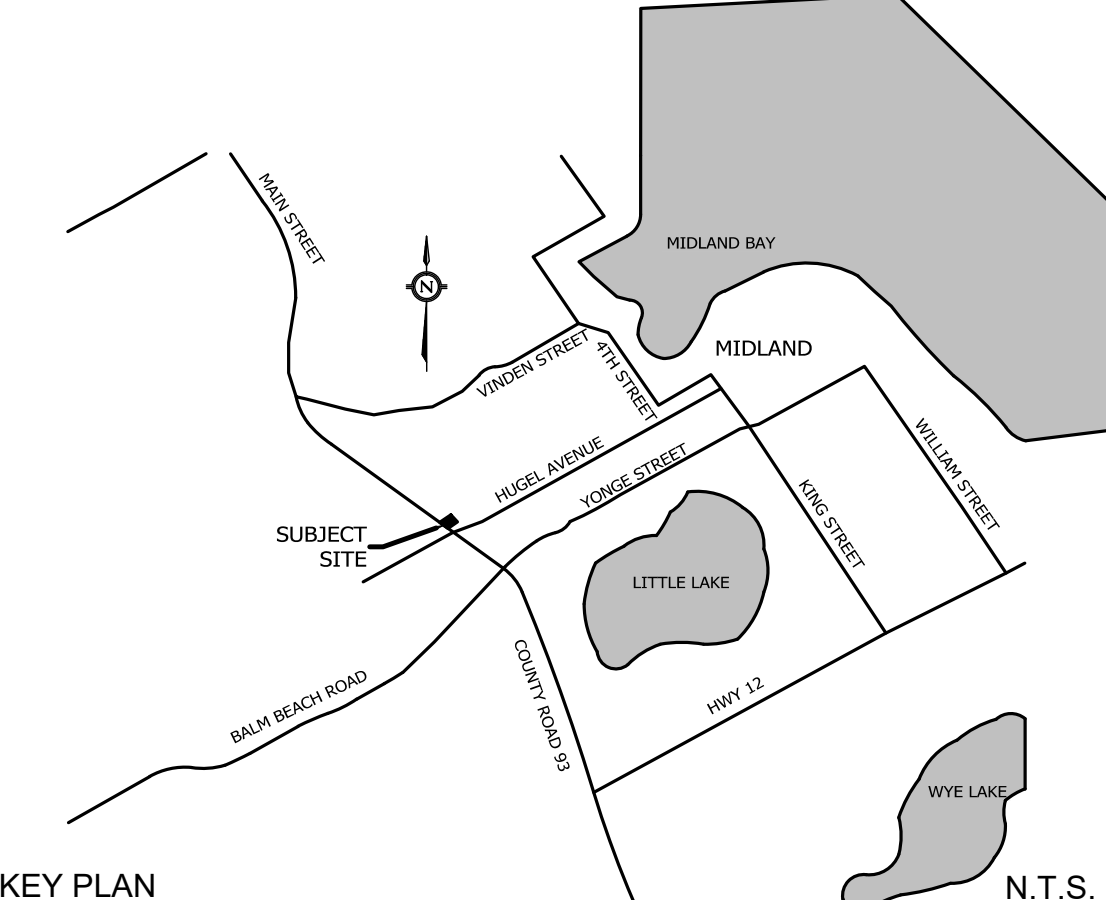 MAIN STREET
MIDLAND BAY
N
MIDLAND
VINDEN STREET
4TH STREET
HUGEL AVENUE
YONGE STREET
WILLIAM STREET
KING STREET
SUBJECT
SITE
LITTLE LAKE
COUNTY ROAD 93
BALM BEACH ROAD
HWY 12
WYE LAKE
KEY PLAN
N.T.S.